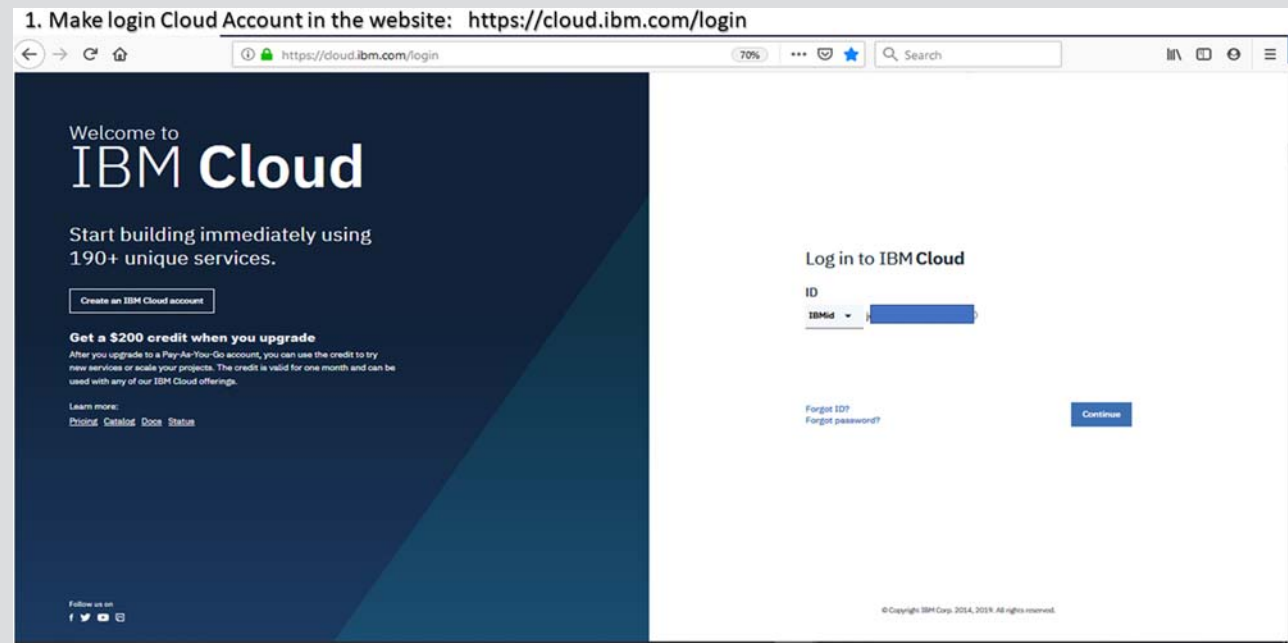 1. Make login Cloud Account in the website: https://cloud.ibm.com/login
https://cloud.ibm.com/login
70%
Search
Welcome to
IBM Cloud
Start building immediately using
190+ unique services.
Create an IBM Cloud account
Get a $200 credit when you upgrade
After you upgrade to a Pay-As-You-Go account, you can use the credit to try
new services or scale your projects. The credit is valid for one month and can be
used with any of our IBM Cloud offerings.
Learn more:
Pricing Catalog Docs Status
Follow us on
Log in to IBM Cloud
ID
IBMid
Forgot ID?
Forgot password?
Continue
© Copyright IBM Corp. 2014, 2019. All rights reserved.